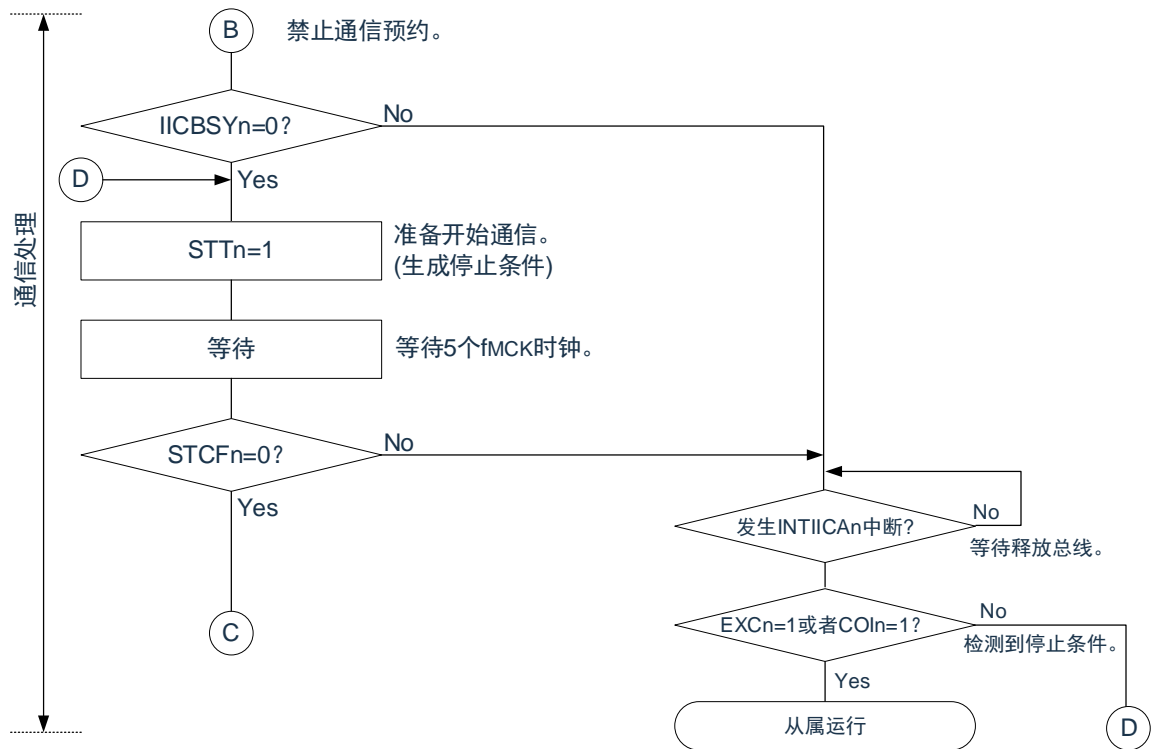 B
禁止通信预约。
IICBSYn=0？
No
D
Yes
STTn=1
准备开始通信。
(生成停止条件)
通信处理
等待
等待5个fMCK时钟。
STCFn=0？
No
Yes
发生INTIICAn中断？
No
等待释放总线。
C
EXCn=1或者COIn=1？
No
检测到停止条件。
Yes
从属运行
D